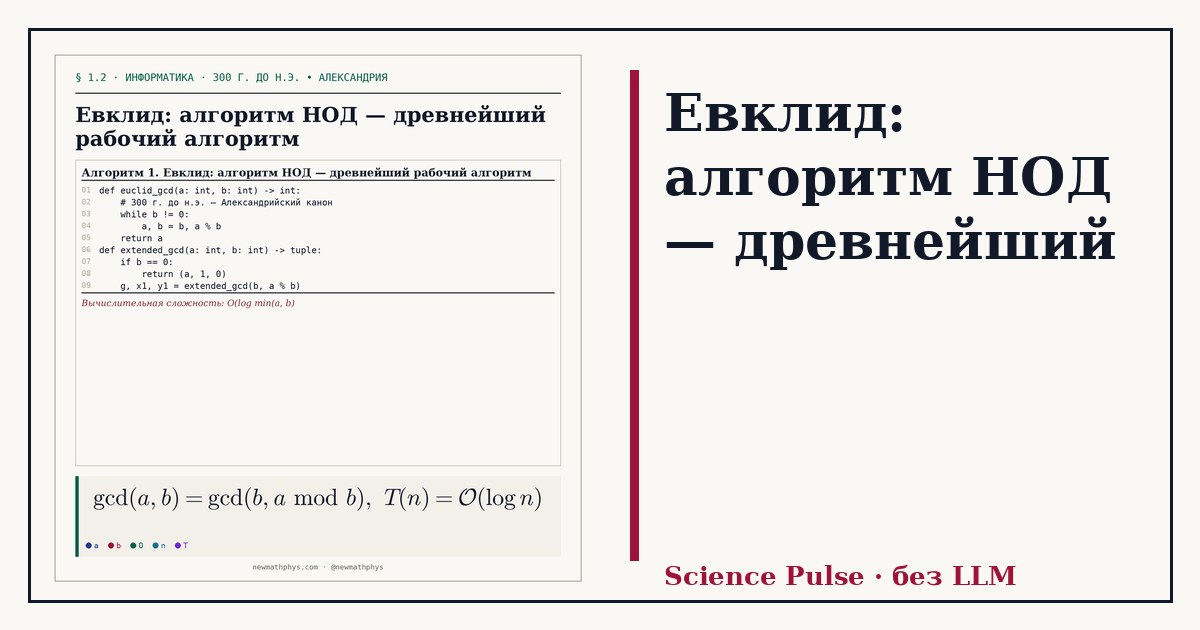 § 1.2 · ИНФОРМАТИКА · 300 Г. ДО Н.Э. • АЛЕКСАНДРИЯ
Евклид: алгоритм НОД — древнейший
рабочий алгоритм
Алгоритм 1. Евклид: алгоритм НОД — древнейший рабочий алгоритм
01 def euclid_gcd(a: int, b: int) -> int:
02     # 300 г. до н.э. — Александрийский канон
03     while b != 0:
04         a, b = b, a % b
05     return a
06 def extended_gcd(a: int, b: int) -> tuple:
07     if b == 0:
08         return (a, 1, 0)
09     g, x1, y1 = extended_gcd(b, a % b)
Вычислительная сложность: O(log min(a, b)
gcd(a, b) = gcd(b, a mod b), T(n) = 𝒪(log n)
a b O n T
newmathphys.com · @newmathphys
Евклид:
алгоритм НОД
— древнейший
Science Pulse · без LLM